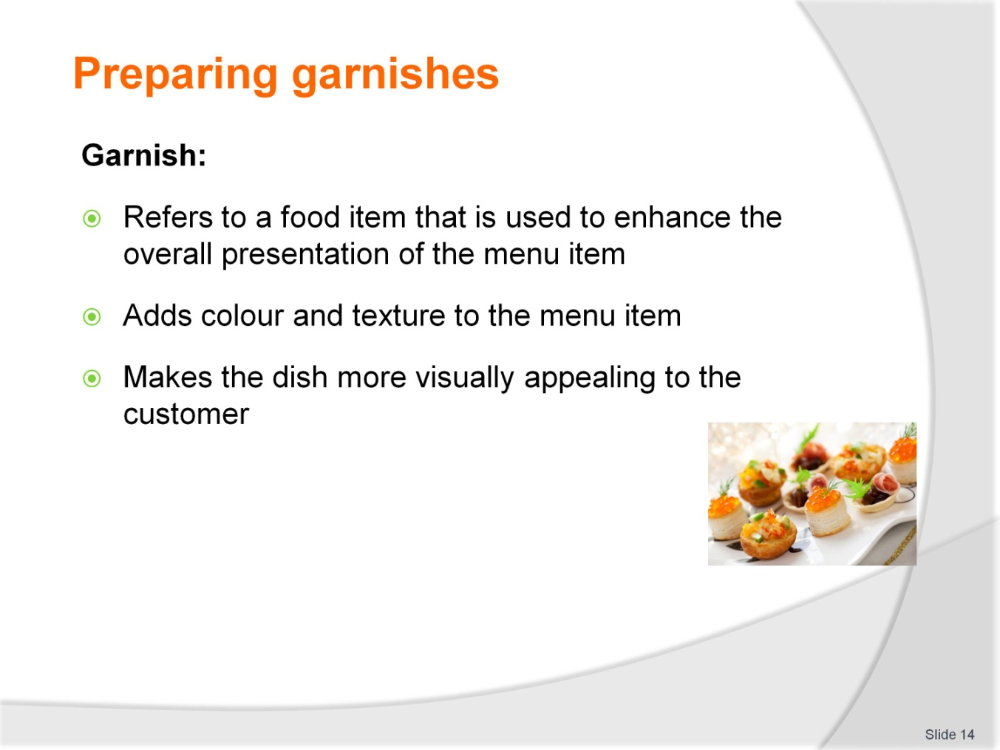 Preparing garnishes
Garnish:
Refers to a food item that is used to enhance the
overall presentation of the menu item
Adds colour and texture to the menu item
Makes the dish more visually appealing to the
customer
Slide 14